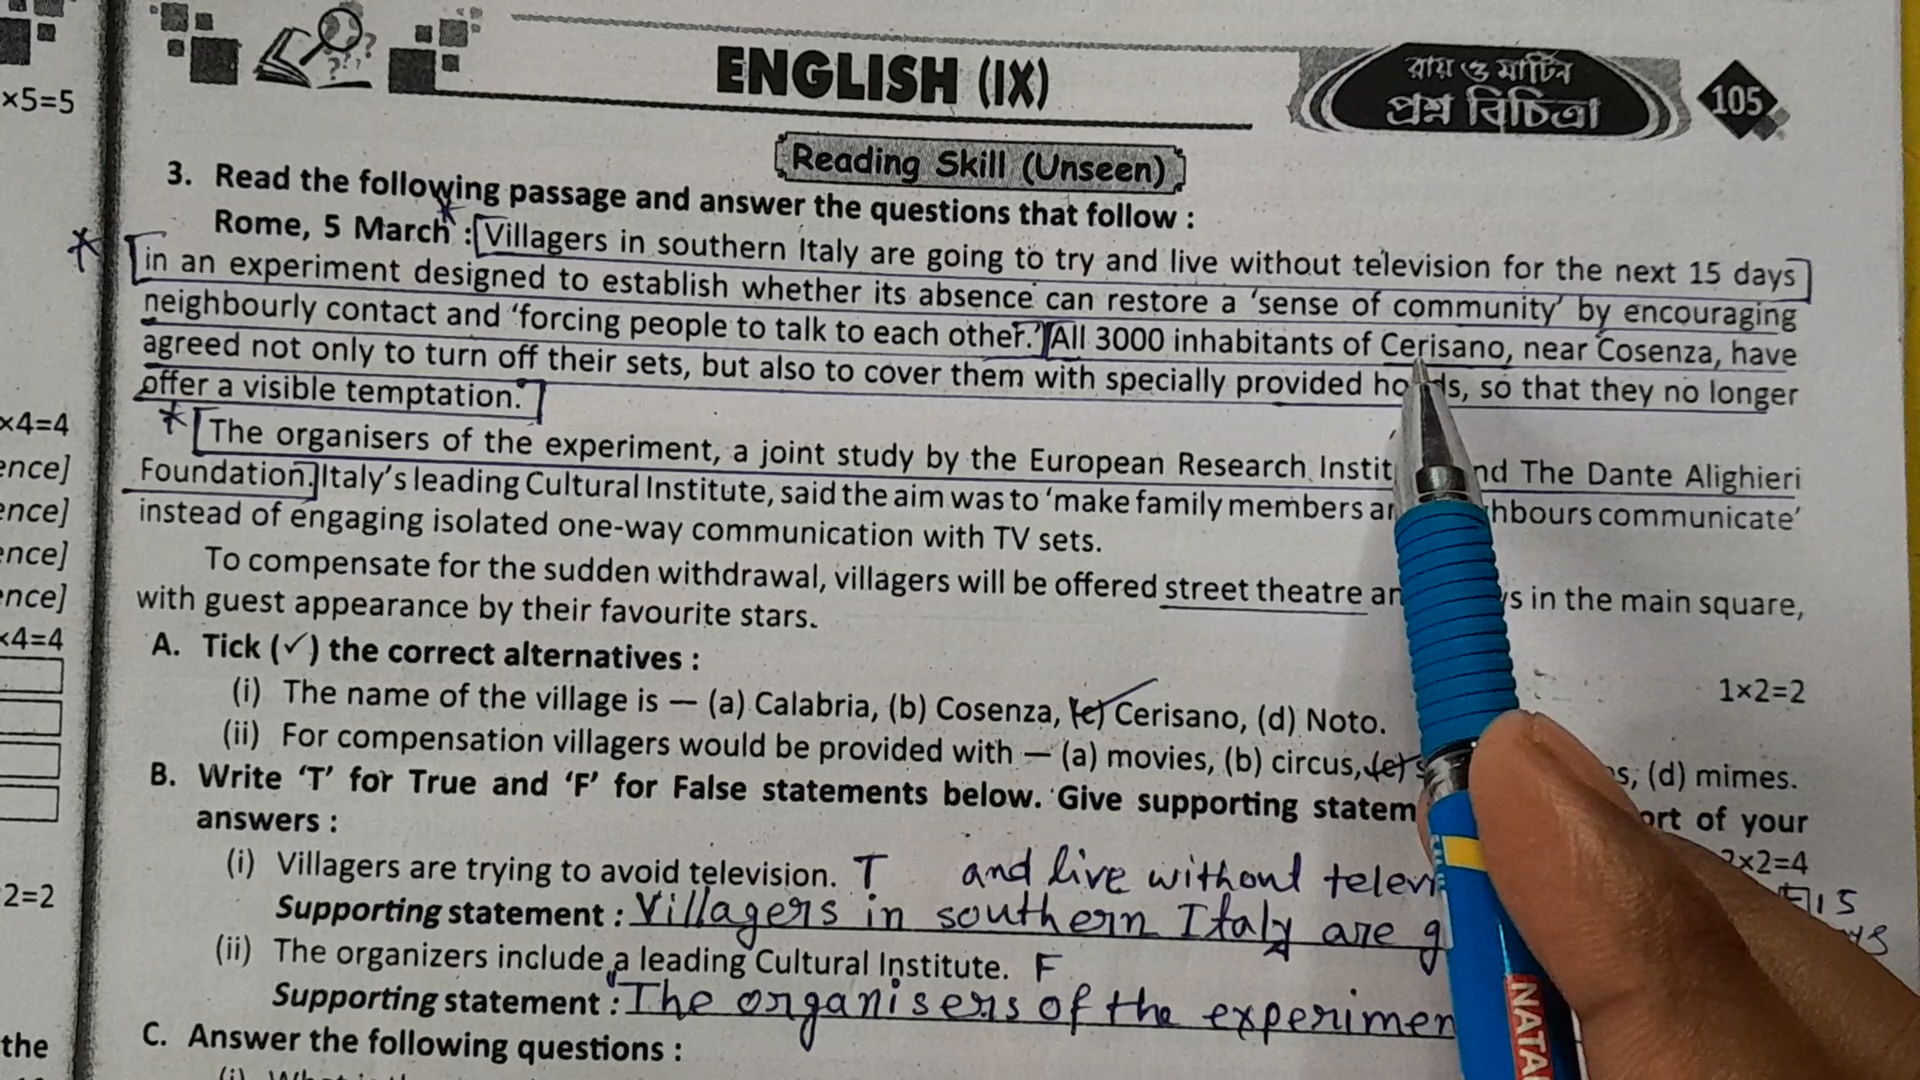 ×5=5
ENGLISH (IX)
রায় ও মার্টিন
প্রশ্ন বিচিত্রা
105
Reading Skill (Unseen)
3. Read the following passage and answer the questions that follow :
Rome, 5 March : Villagers in southern Italy are going to try and live without television for the next 15 days
in an experiment designed to establish whether its absence can restore a ‘sense of community’ by encouraging
neighbourly contact and ‘forcing people to talk to each other.’ All 3000 inhabitants of Cerisano, near Cosenza, have
agreed not only to turn off their sets, but also to cover them with specially provided, so that they no longer
offer a visible temptation.
The organisers of the experiment, a joint study by the European Research nd The Dante Alighieri
Foundation. Italy’s leading Cultural Institute, said the aim was to ‘make family members hbours communicate’
instead of engaging isolated one-way communication with TV sets.
To compensate for the sudden withdrawal, villagers will be offered street theatre in the main square,
with guest appearance by their favourite stars.
×4=4
ence]
ence]
ence]
ence]
×4=4
A. Tick (✓) the correct alternatives :
1×2=2
(i) The name of the village is — (a) Calabria, (b) Cosenza, (c) Cerisano, (d) Noto.
(ii) For compensation villagers would be provided with — (a) movies, (b) circus, (c) s, (d) mimes.
B. Write ‘T’ for True and ‘F’ for False statements below. Give supporting statem ort of your
answers :
2×2=4
(i) Villagers are trying to avoid television. T and live without telev
Supporting statement : Villagers in southern Italy are g
15
(ii) The organizers include a leading Cultural Institute. F
Supporting statement : The organisers of the experimen
2=2
C. Answer the following questions :
the
NATA